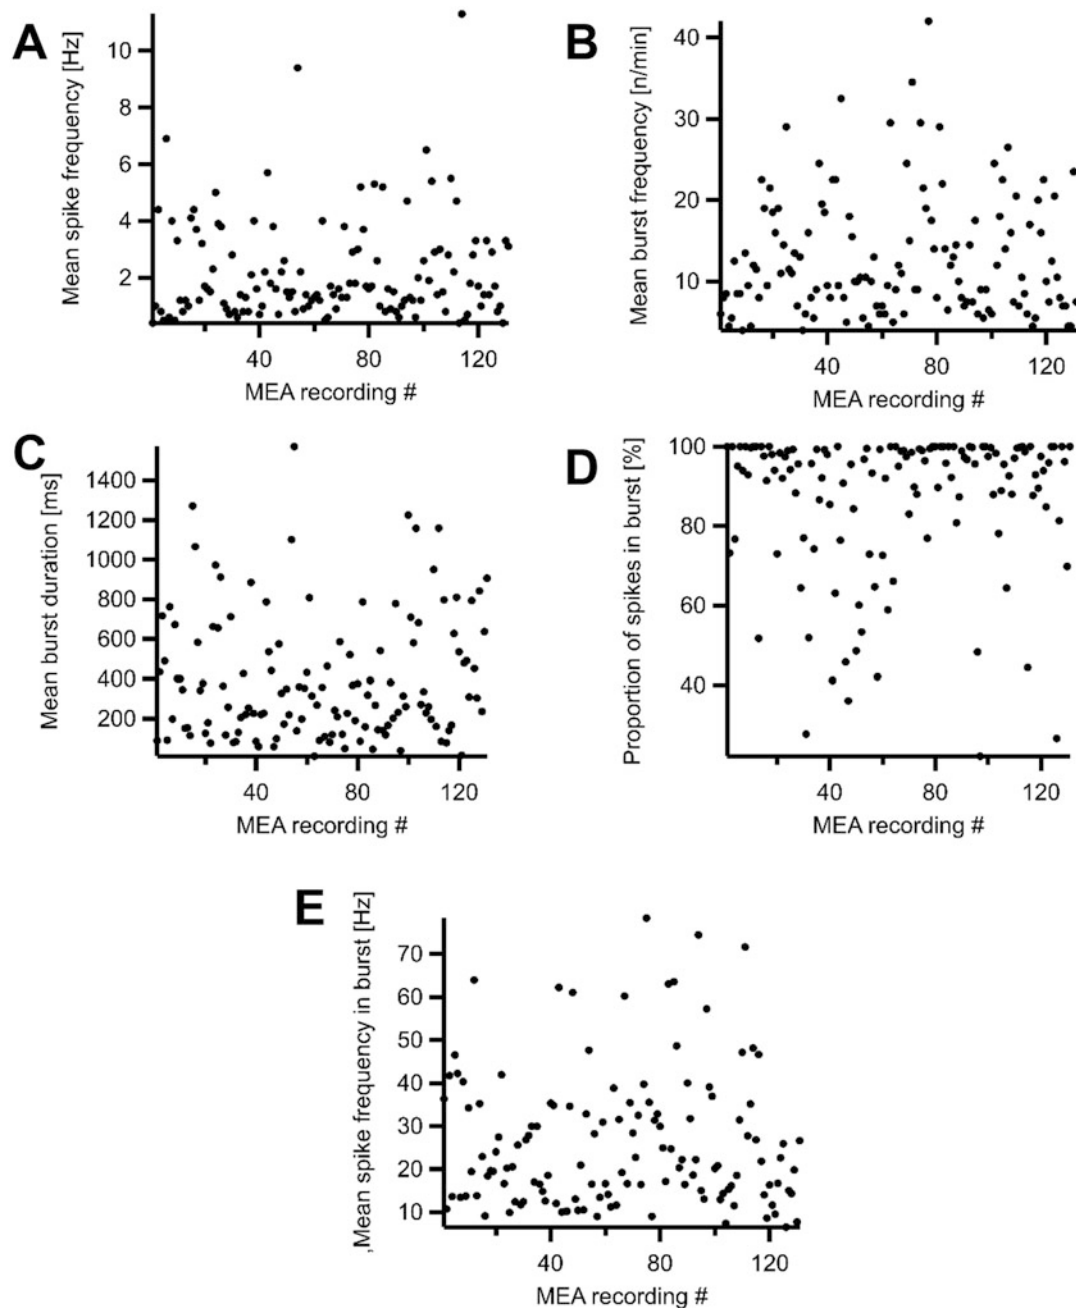 A
Mean spike frequency [Hz]
10
8
6
4
2
40
80
120
MEA recording #
B
Mean burst frequency [n/min]
40
30
20
10
40
80
120
MEA recording #
C
Mean burst duration [ms]
1400
1200
1000
800
600
400
200
40
80
120
MEA recording #
D
Proportion of spikes in burst [%]
100
80
60
40
40
80
120
MEA recording #
E
,Mean spike frequency in burst [Hz]
70
60
50
40
30
20
10
40
80
120
MEA recording #